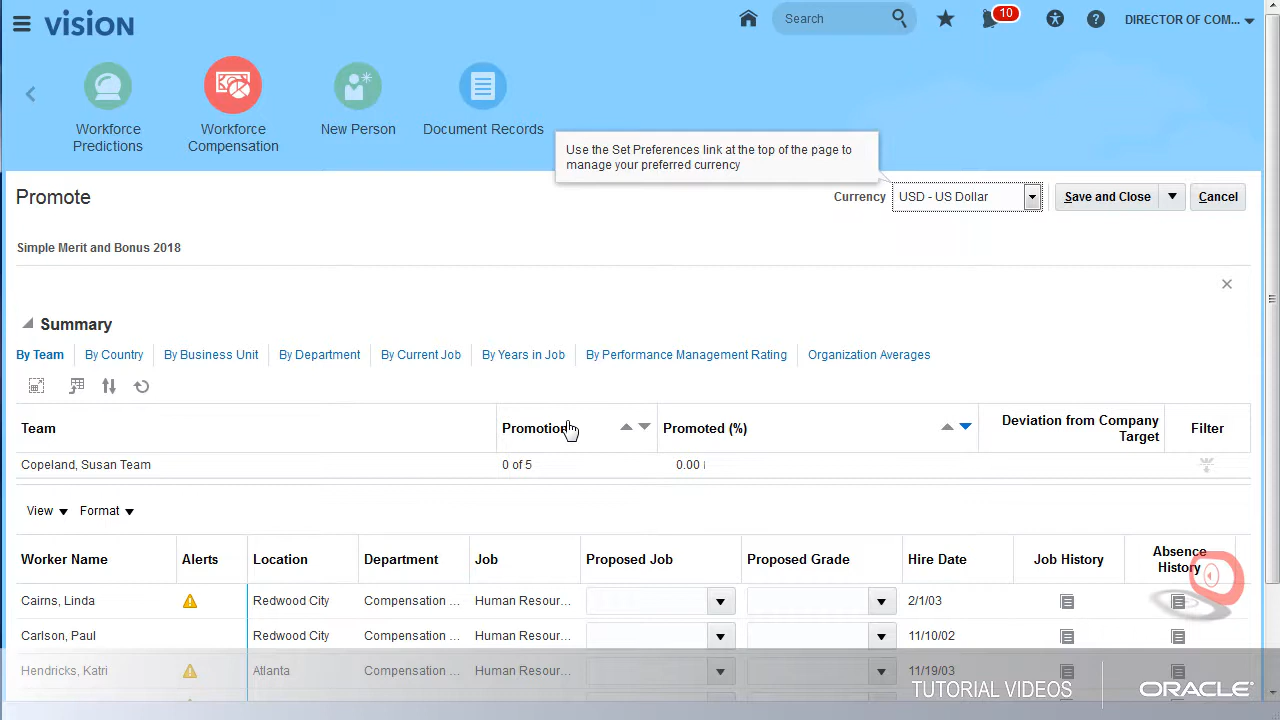 vision
Search
10
DIRECTOR OF COM...
Workforce
Predictions
Workforce
Compensation
New Person
Document Records
Use the Set Preferences link at the top of the page to
manage your preferred currency
Promote
Currency
USD - US Dollar
Save and Close
Cancel
Simple Merit and Bonus 2018
Summary
By Team
By Country
By Business Unit
By Department
By Current Job
By Years in Job
By Performance Management Rating
Organization Averages
Team
Promotion
Promoted (%)
Deviation from Company
Target
Filter
Copeland, Susan Team
0 of 5
0.00
View
Format
Worker Name
Alerts
Location
Department
Job
Proposed Job
Proposed Grade
Hire Date
Job History
Absence
History
Cairns, Linda
Redwood City
Compensation ...
Human Resour...
2/1/03
Carlson, Paul
Redwood City
Compensation ...
Human Resour...
11/10/02
Hendricks, Katri
Atlanta
Compensation ...
Human Resour...
11/19/03
TUTORIAL VIDEOS
ORACLE